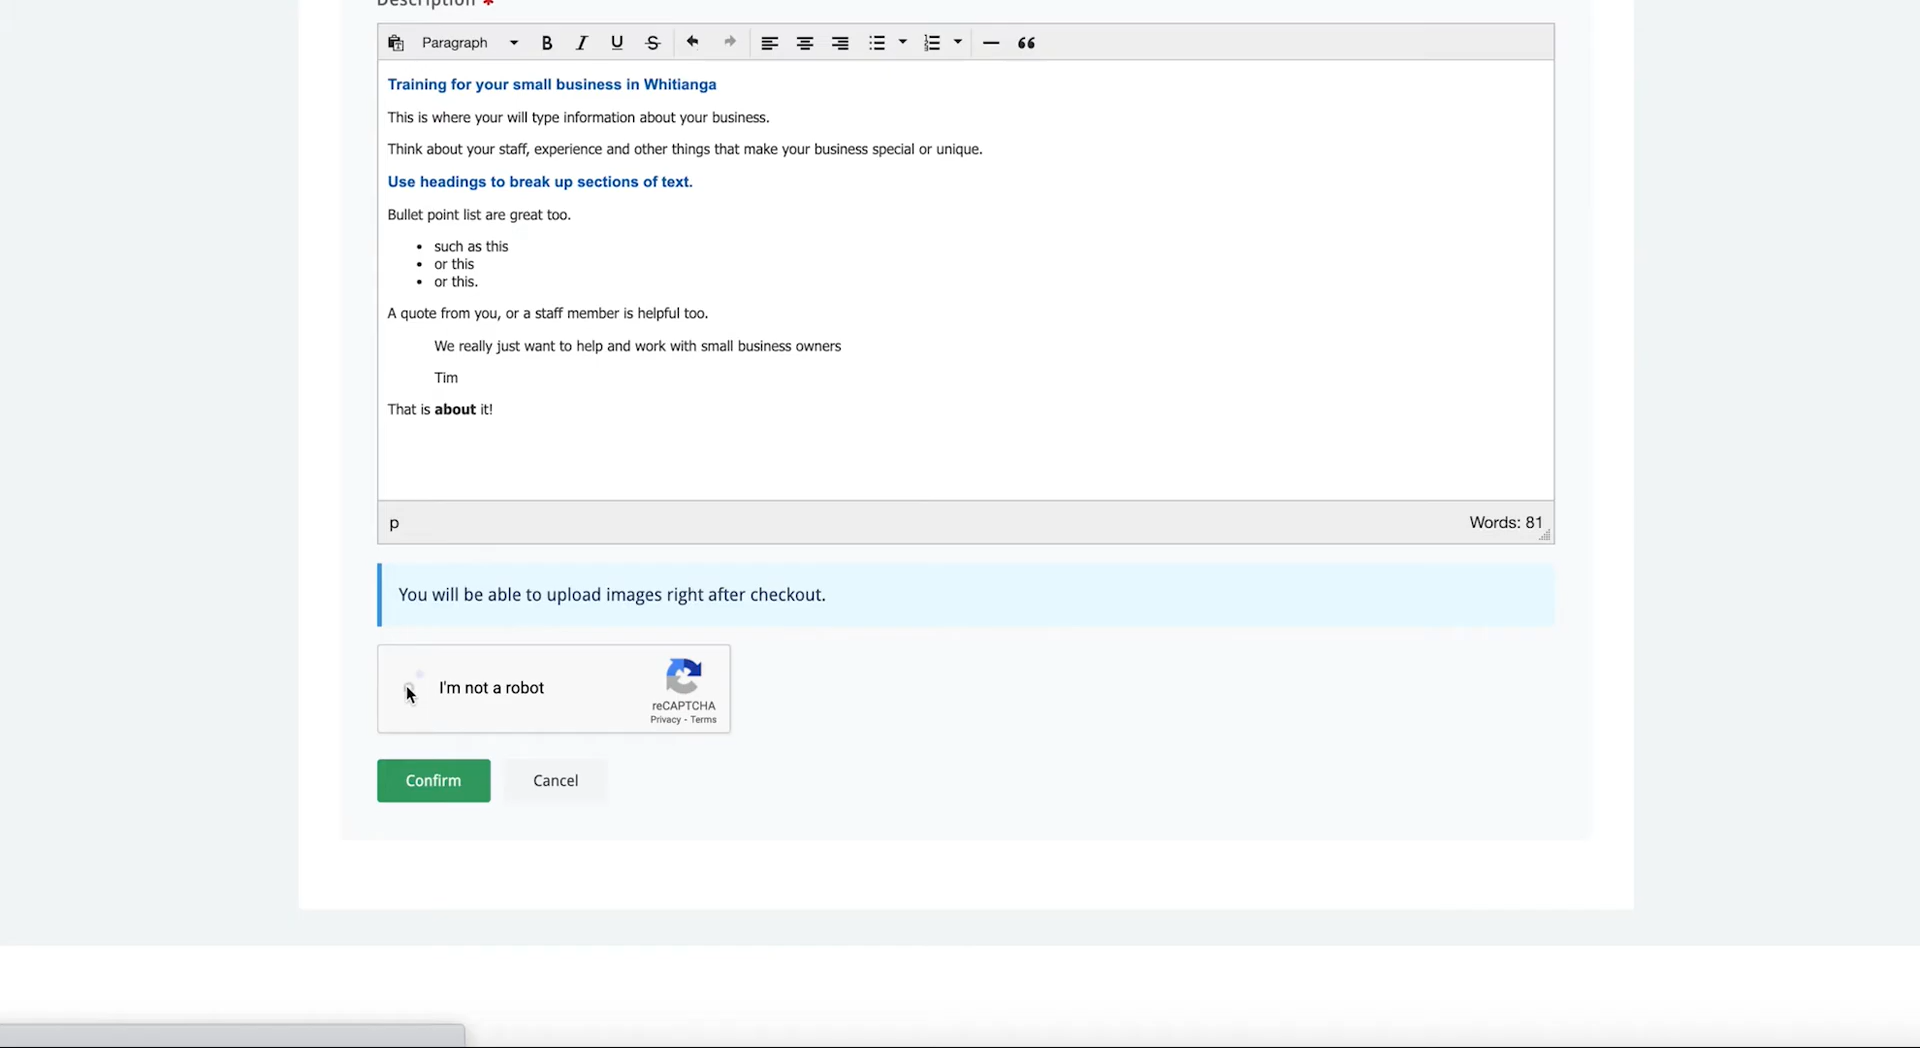 Description *
Paragraph
Training for your small business in Whitianga
This is where your will type information about your business.
Think about your staff, experience and other things that make your business special or unique.
Use headings to break up sections of text.
Bullet point list are great too.
• such as this
• or this
• or this.
A quote from you, or a staff member is helpful too.
We really just want to help and work with small business owners
Tim
That is about it!
p Words: 81
You will be able to upload images right after checkout.
I'm not a robot
reCAPTCHA
Privacy - Terms
Confirm Cancel